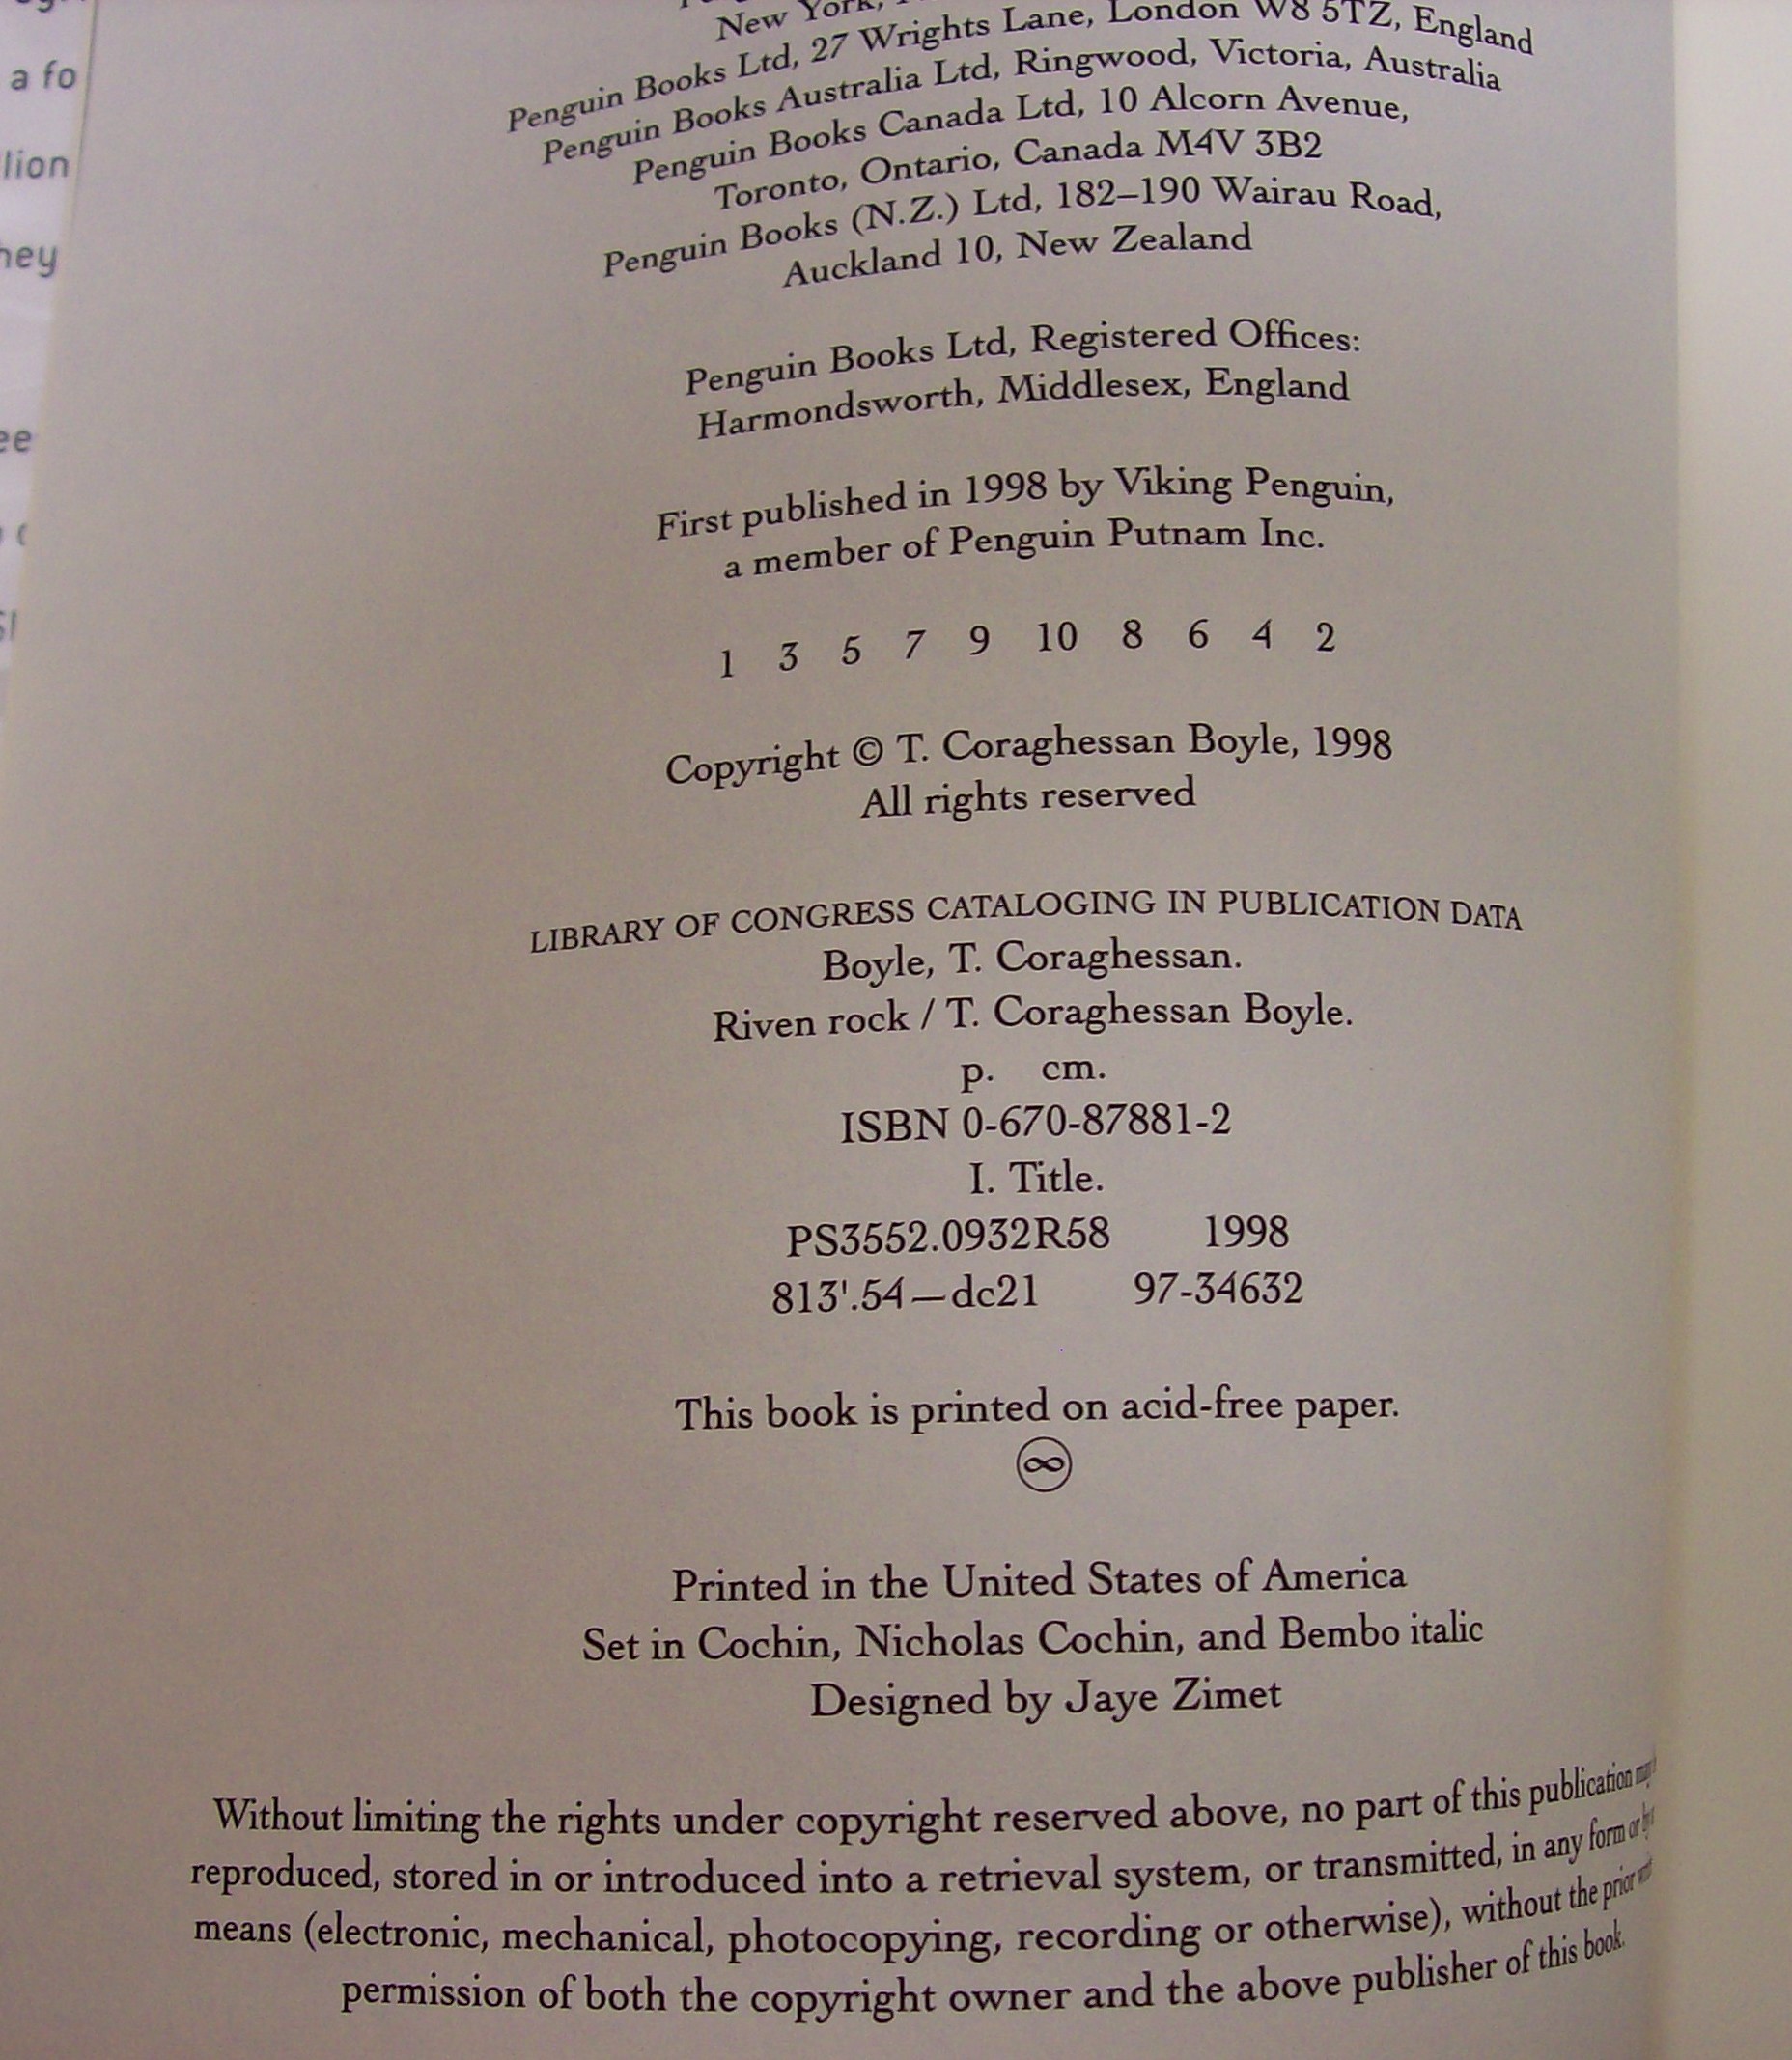 a fo
lion
hey
ee
New York,
Penguin Books Ltd, 27 Wrights Lane, London W8 5TZ, England
Penguin Books Australia Ltd, Ringwood, Victoria, Australia
Penguin Books Canada Ltd, 10 Alcorn Avenue,
Toronto, Ontario, Canada M4V 3B2
Penguin Books (N.Z.) Ltd, 182–190 Wairau Road,
Auckland 10, New Zealand
Penguin Books Ltd, Registered Offices:
Harmondsworth, Middlesex, England
First published in 1998 by Viking Penguin,
a member of Penguin Putnam Inc.
1 3 5 7 9 10 8 6 4 2
Copyright © T. Coraghessan Boyle, 1998
All rights reserved
LIBRARY OF CONGRESS CATALOGING IN PUBLICATION DATA
Boyle, T. Coraghessan.
Riven rock / T. Coraghessan Boyle.
p. cm.
ISBN 0-670-87881-2
I. Title.
PS3552.0932R58 1998
813'.54—dc21 97-34632
This book is printed on acid-free paper.
∞
Printed in the United States of America
Set in Cochin, Nicholas Cochin, and Bembo italic
Designed by Jaye Zimet
Without limiting the rights under copyright reserved above, no part of this publication may
reproduced, stored in or introduced into a retrieval system, or transmitted, in any form or by
means (electronic, mechanical, photocopying, recording or otherwise), without the prior
permission of both the copyright owner and the above publisher of this book.